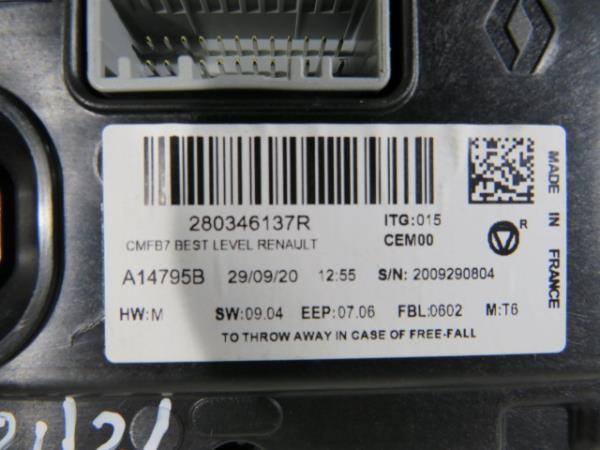 280346137R
ITG:015
CMFB7 BEST LEVEL RENAULT
CEM00
R
A14795B 29/09/20 12:55 S/N: 2009290804
HW:M SW:09.04 EEP:07.06 FBL:0602 M:T6
TO THROW AWAY IN CASE OF FREE-FALL
MADE IN FRANCE